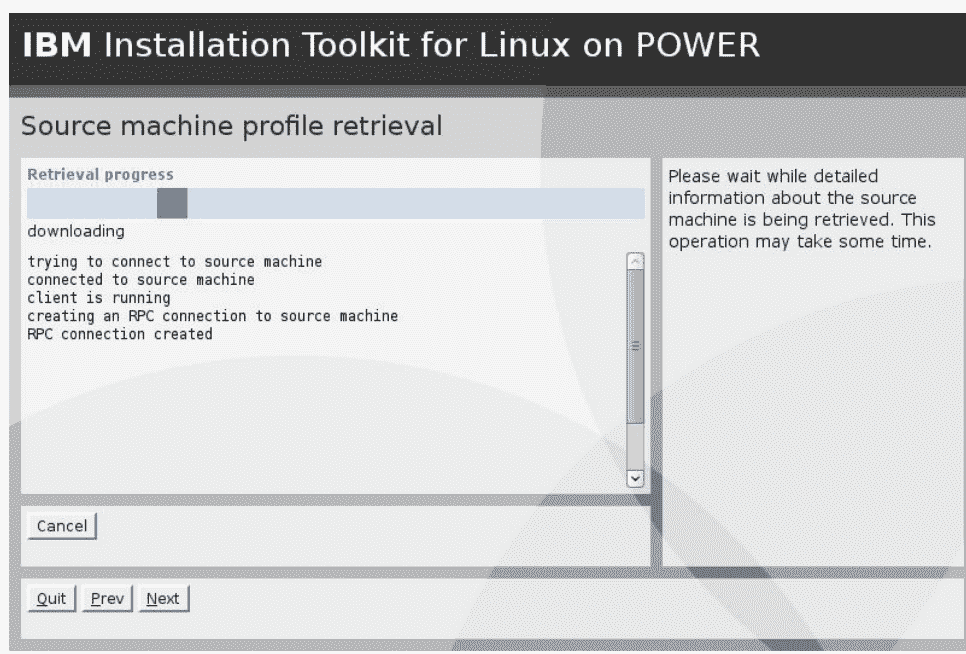 IBM Installation Toolkit for Linux on POWER
Source machine profile retrieval
Retrieval progress
downloading
trying to connect to source machine
connected to source machine
client is running
creating an RPC connection to source machine
RPC connection created
Please wait while detailed
information about the source
machine is being retrieved. This
operation may take some time.
Cancel
Quit Prev Next